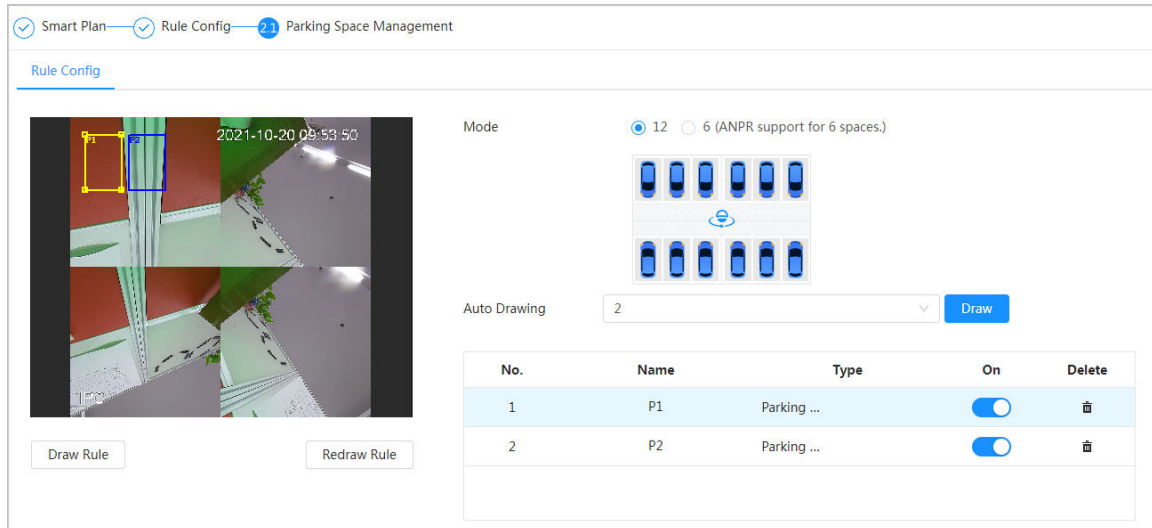 Smart Plan Rule Config 2.1 Parking Space Management
Rule Config
P1 P2 2021-10-20 09:53:50
IPC
Draw Rule Redraw Rule
Mode 12 6 (ANPR support for 6 spaces.)
Auto Drawing 2 Draw
No. Name Type On Delete
1 P1 Parking ...
2 P2 Parking ...